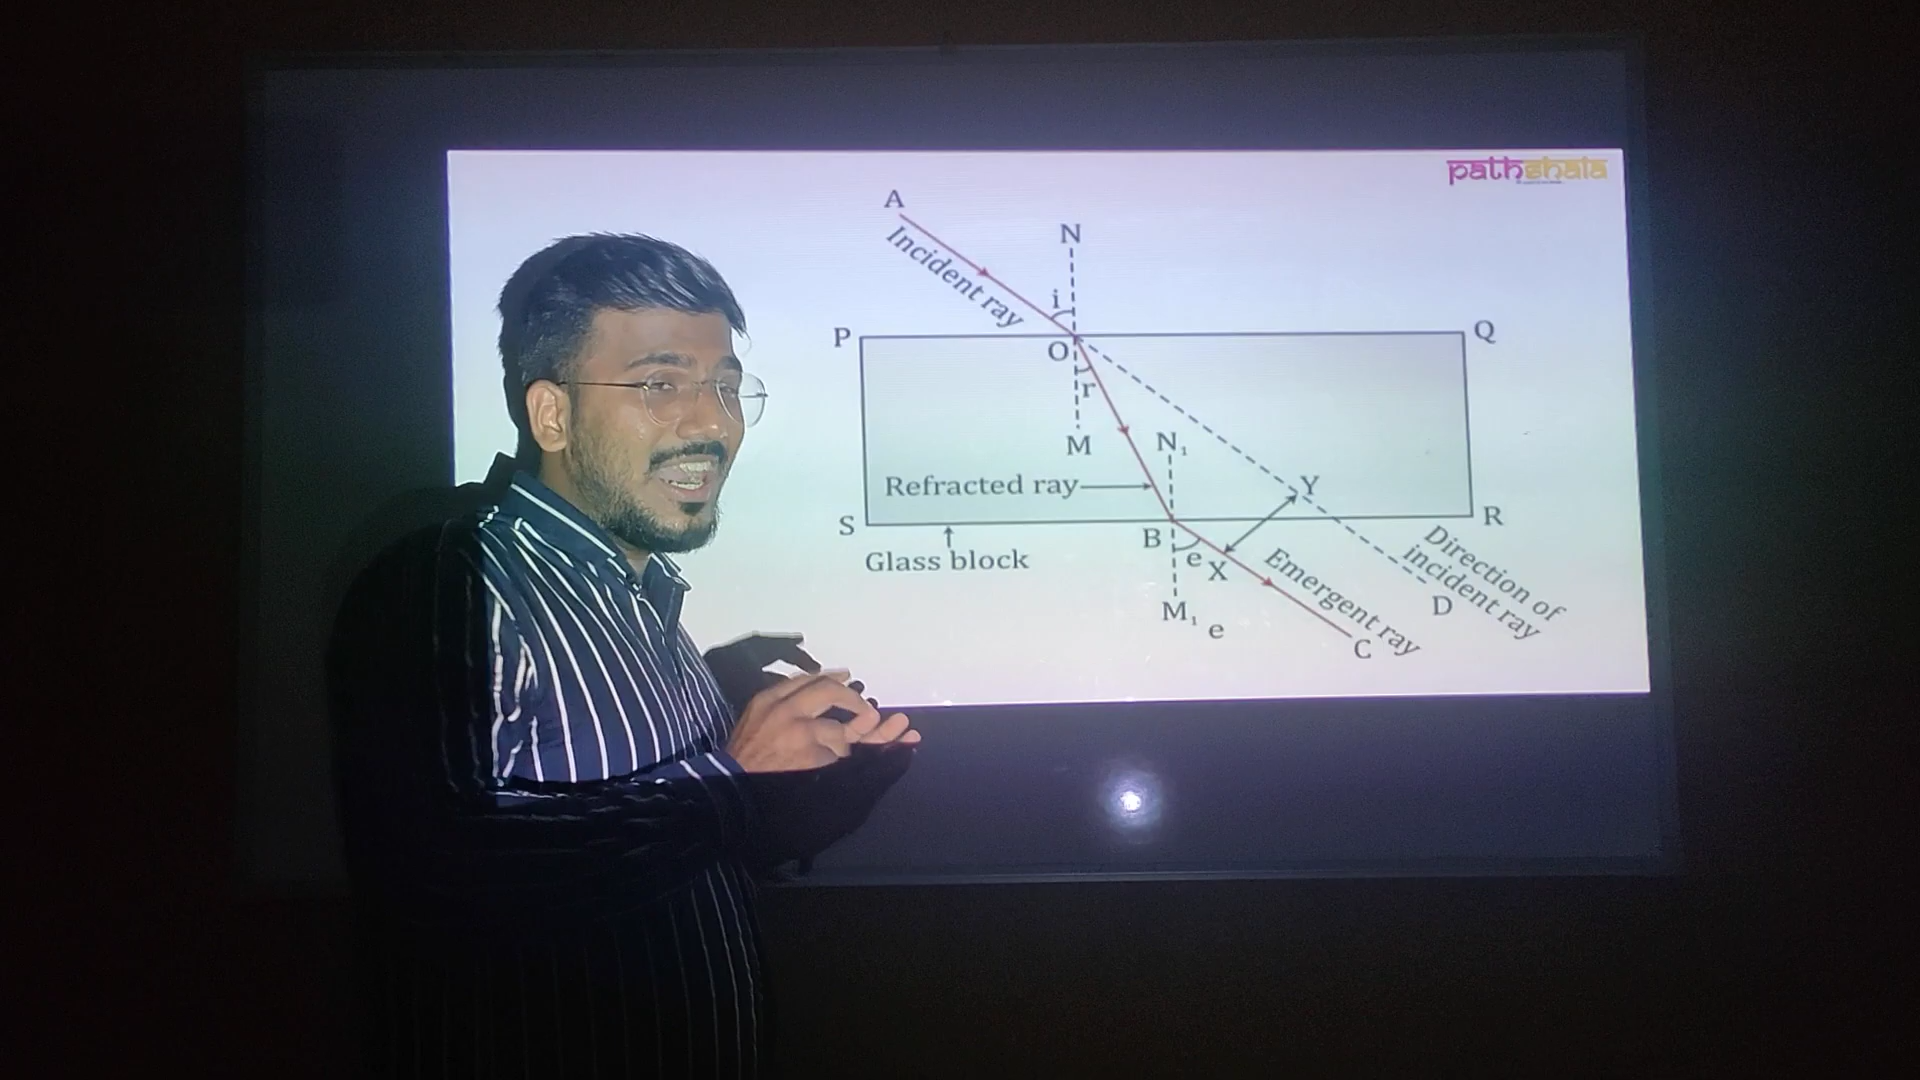 pathshala
A
N
Incident ray
i
P
Q
O
r
M
N₁
Refracted ray
Y
S
R
B
Glass block
e
X
Emergent ray
Direction of
incident ray
D
M₁
e
C